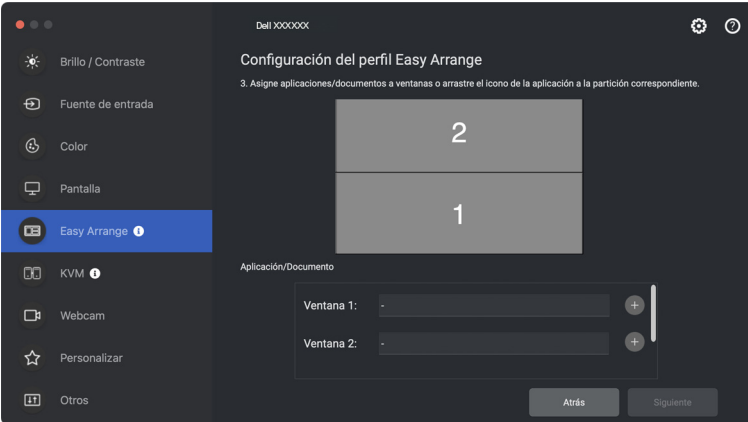 Dell XXXXXX
Brillo / Contraste
Fuente de entrada
Color
Pantalla
Easy Arrange
KVM
Webcam
Personalizar
Otros
Configuración del perfil Easy Arrange
3. Asigne aplicaciones/documentos a ventanas o arrastre el icono de la aplicación a la partición correspondiente.
2
1
Aplicación/Documento
Ventana 1: -
Ventana 2: -
Atrás Siguiente